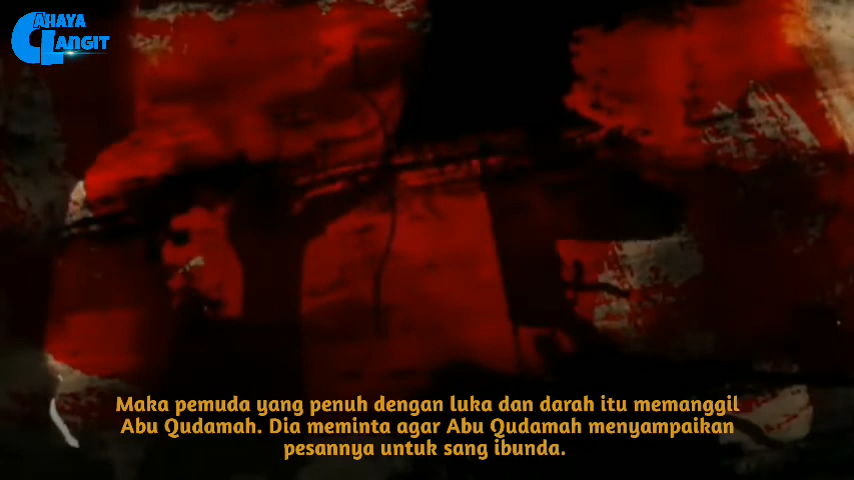 CAHAYA
LANGIT
Maka pemuda yang penuh dengan luka dan darah itu memanggil
Abu Qudamah. Dia meminta agar Abu Qudamah menyampaikan
pesannya untuk sang ibunda.